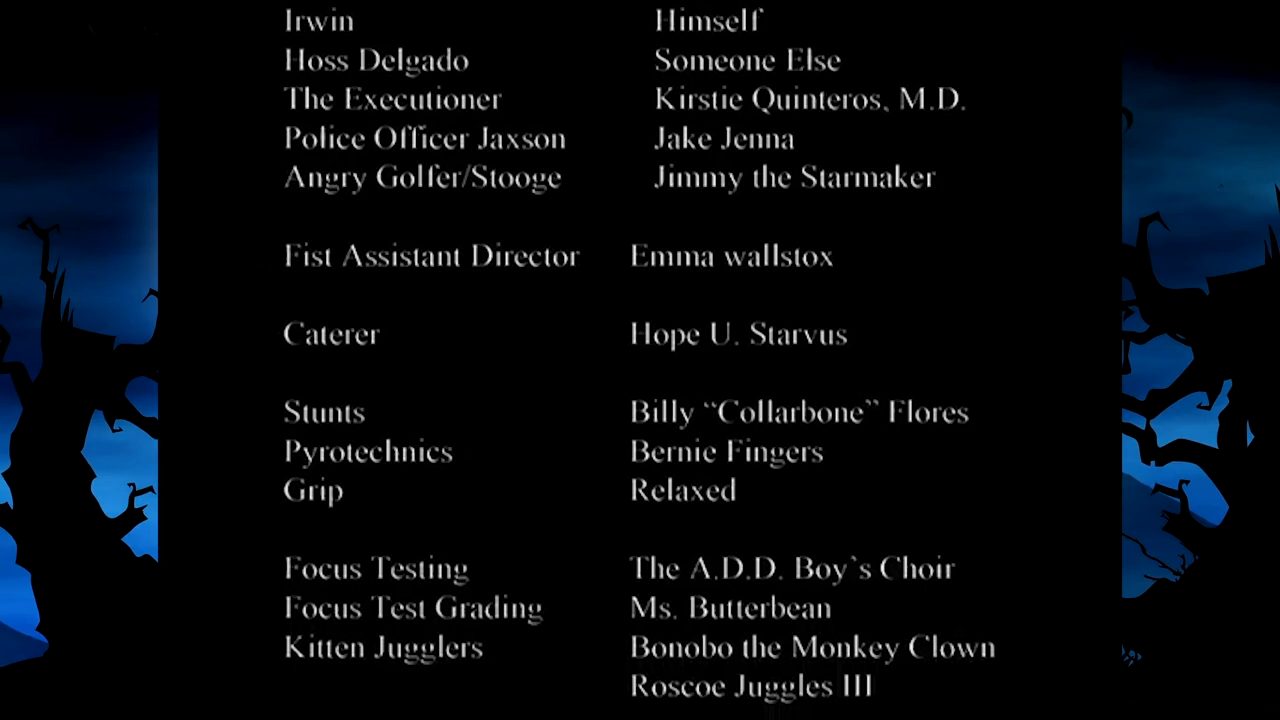 Irwin Himself
Hoss Delgado Someone Else
The Executioner Kirstie Quinteros, M.D.
Police Officer Jaxson Jake Jenna
Angry Golfer/Stooge Jimmy the Starmaker
Fist Assistant Director Emma wallstox
Caterer Hope U. Starvus
Stunts Billy “Collarbone” Flores
Pyrotechnics Bernie Fingers
Grip Relaxed
Focus Testing The A.D.D. Boy’s Choir
Focus Test Grading Ms. Butterbean
Kitten Jugglers Bonobo the Monkey Clown
Roscoe Juggles III